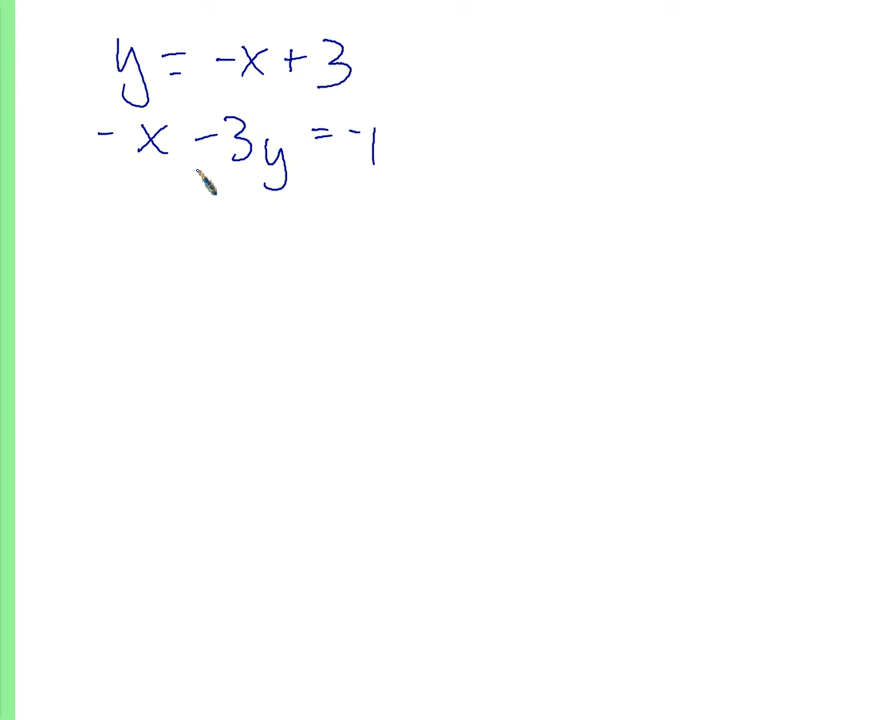 y = -x + 3
- x - 3y = -1